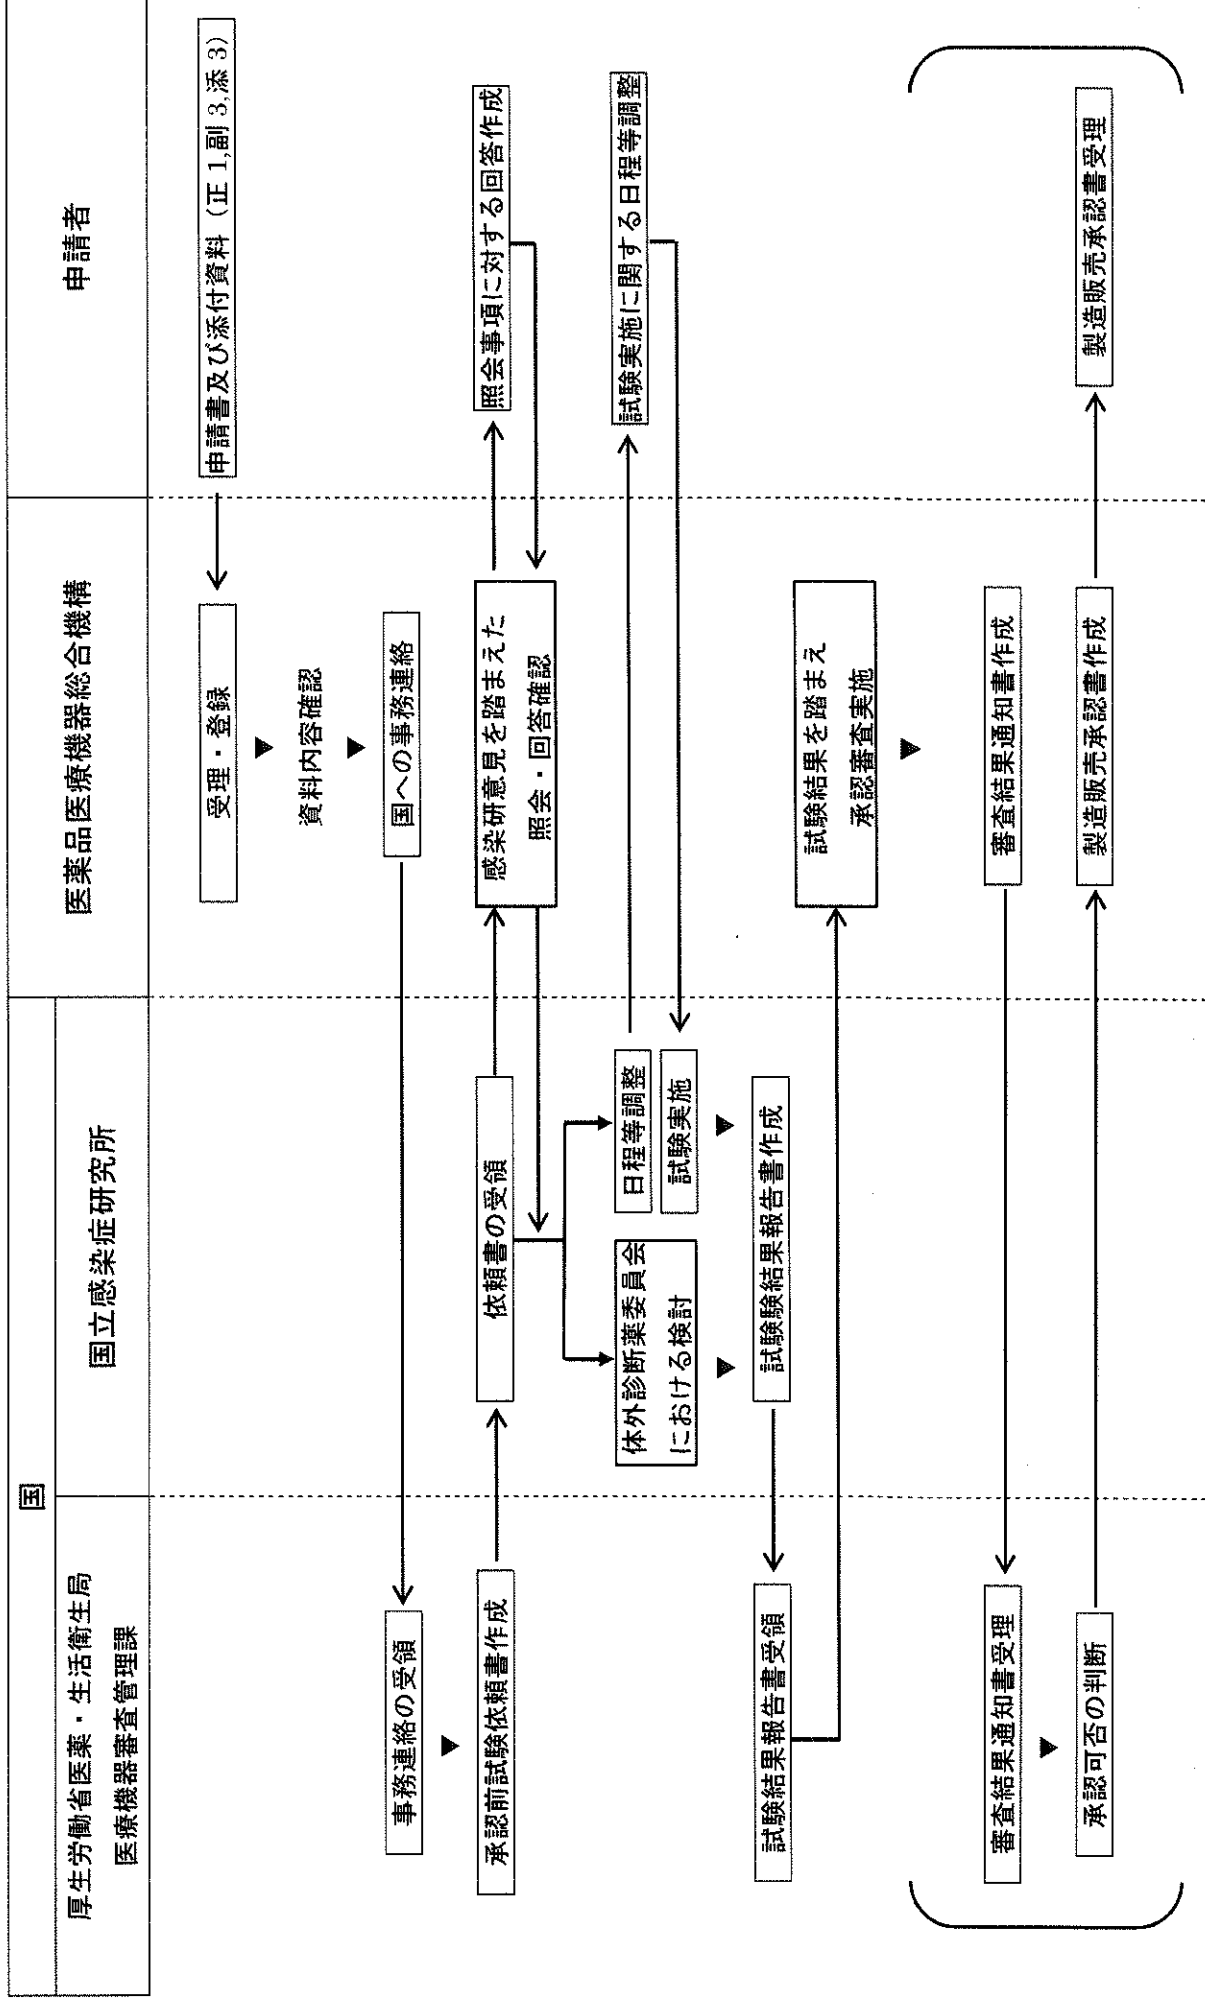 国
厚生労働省医薬・生活衛生局
医療機器審査管理課
国立感染症研究所
医薬品医療機器総合機構
申請者
申請書及び添付資料（正 1,副 3,添 3）
受理・登録
資料内容確認
国への事務連絡
事務連絡の受領
承認前試験依頼書作成
依頼書の受領
感染研意見を踏まえた
照会・回答確認
照会事項に対する回答作成
体外診断薬委員会
における検討
日程等調整
試験実施
試験実施に関する日程等調整
試験験結果報告書作成
試験結果報告書受領
試験結果を踏まえ
承認審査実施
審査結果通知書作成
審査結果通知書受理
承認可否の判断
製造販売承認書作成
製造販売承認書受理